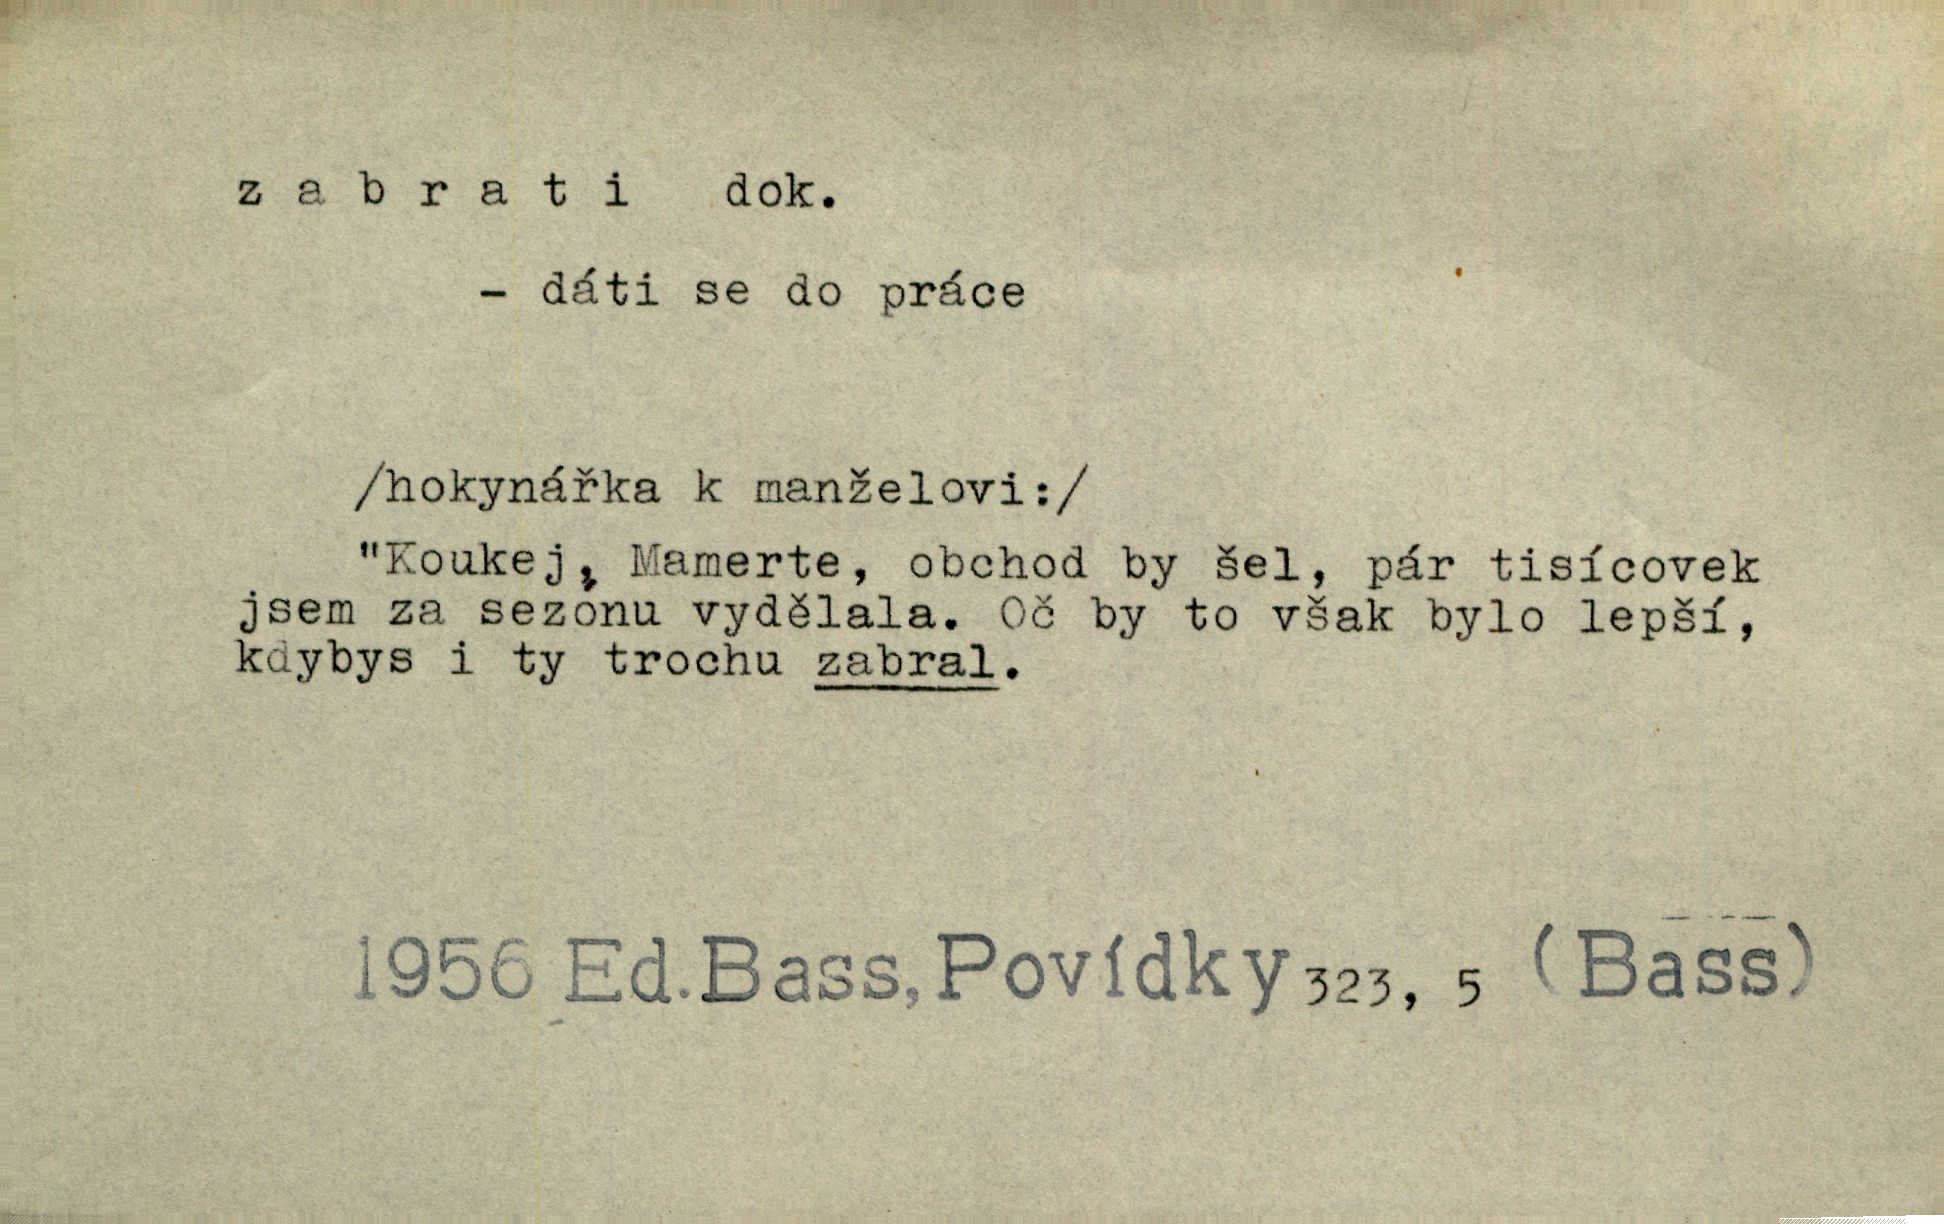 z a b r a t i dok.
- dáti se do práce
/hokynářka k manželovi:/
"Koukej, Mamerte, obchod by šel, pár tisícovek
jsem za sezónu vydělala. Oč by to však bylo lepší,
kdybys i ty trochu zabral.
1956 Ed. Bass, Povídky 323, 5 (Bass)